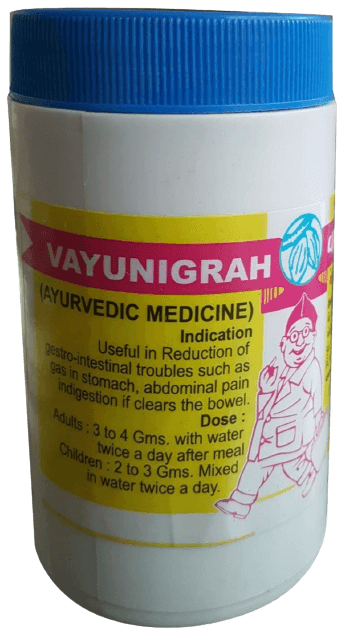 VAYUNIGRAH
(AYURVEDIC MEDICINE)
Indication
Useful in Reduction of
gestro-intestinal troubles such as
gas in stomach, abdominal pain
indigestion if clears the bowel.
Dose :
Adults : 3 to 4 Gms. with water
twice a day after meal
Children : 2 to 3 Gms. Mixed
in water twice a day.